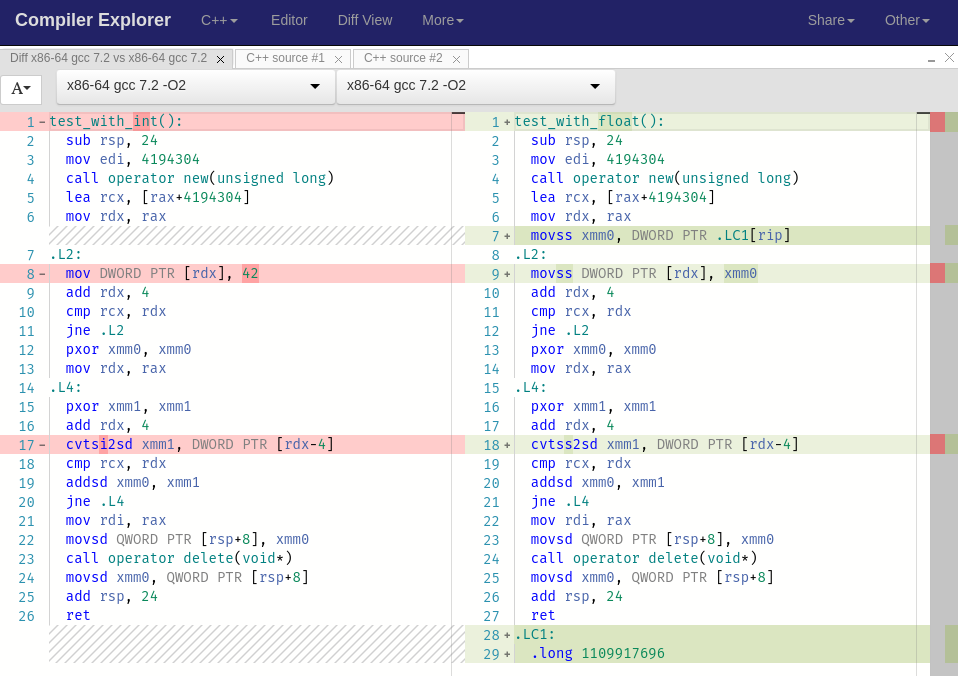 Compiler Explorer C++ Editor Diff View More Share Other
Diff x86-64 gcc 7.2 vs x86-64 gcc 7.2 C++ source #1 C++ source #2
A x86-64 gcc 7.2 -O2 x86-64 gcc 7.2 -O2
1 - test_with_int():
2 sub rsp, 24
3 mov edi, 4194304
4 call operator new(unsigned long)
5 lea rcx, [rax+4194304]
6 mov rdx, rax
7 .L2:
8 - mov DWORD PTR [rdx], 42
9 add rdx, 4
10 cmp rcx, rdx
11 jne .L2
12 pxor xmm0, xmm0
13 mov rdx, rax
14 .L4:
15 pxor xmm1, xmm1
16 add rdx, 4
17 - cvtsi2sd xmm1, DWORD PTR [rdx-4]
18 cmp rcx, rdx
19 addsd xmm0, xmm1
20 jne .L4
21 mov rdi, rax
22 movsd QWORD PTR [rsp+8], xmm0
23 call operator delete(void*)
24 movsd xmm0, QWORD PTR [rsp+8]
25 add rsp, 24
26 ret
1 + test_with_float():
2 sub rsp, 24
3 mov edi, 4194304
4 call operator new(unsigned long)
5 lea rcx, [rax+4194304]
6 mov rdx, rax
7 + movss xmm0, DWORD PTR .LC1[rip]
8 .L2:
9 + movss DWORD PTR [rdx], xmm0
10 add rdx, 4
11 cmp rcx, rdx
12 jne .L2
13 pxor xmm0, xmm0
14 mov rdx, rax
15 .L4:
16 pxor xmm1, xmm1
17 add rdx, 4
18 + cvtss2sd xmm1, DWORD PTR [rdx-4]
19 cmp rcx, rdx
20 addsd xmm0, xmm1
21 jne .L4
22 mov rdi, rax
23 movsd QWORD PTR [rsp+8], xmm0
24 call operator delete(void*)
25 movsd xmm0, QWORD PTR [rsp+8]
26 add rsp, 24
27 ret
28 + .LC1:
29 + .long 1109917696